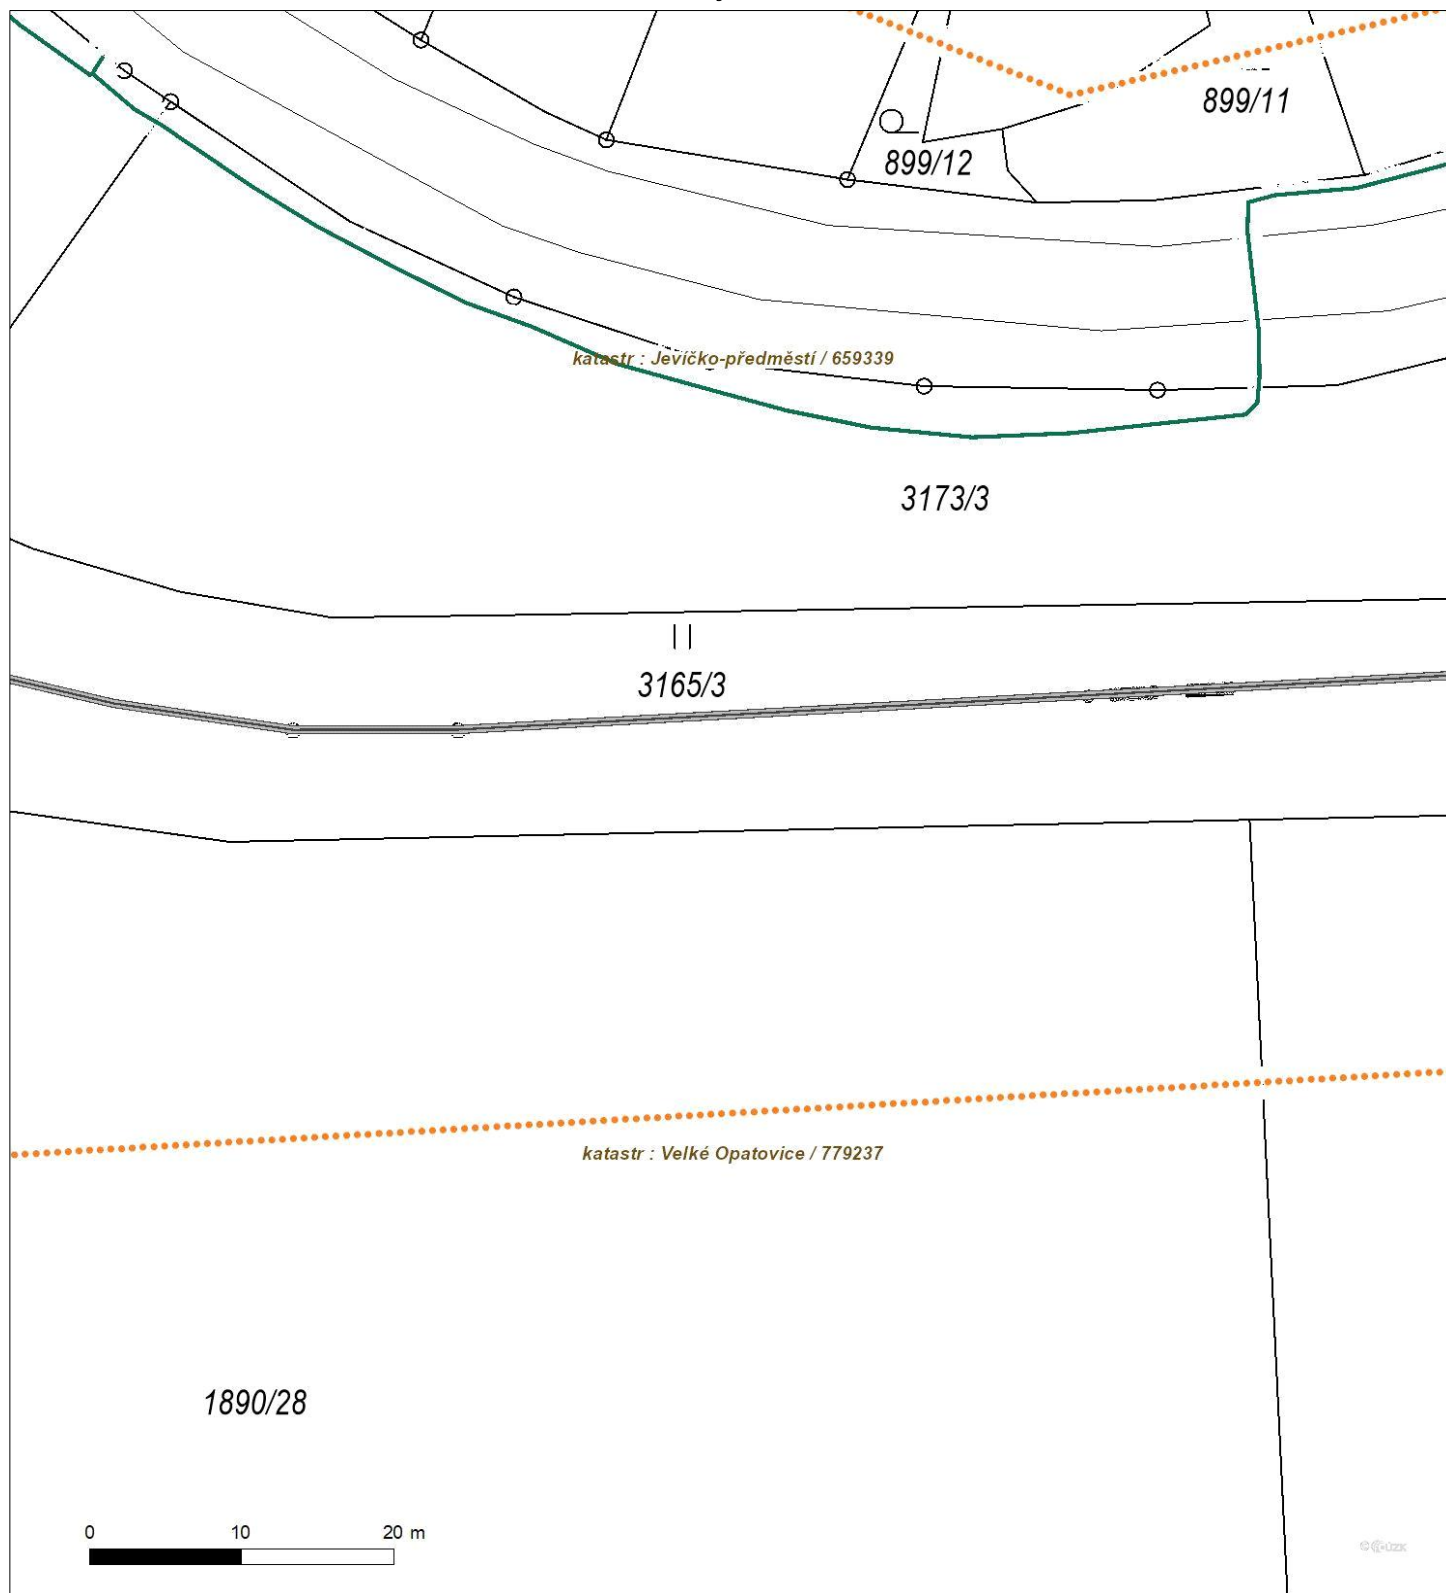 899/11
899/12
katastr : Jevíčko-předměstí / 659339
3173/3
3165/3
katastr : Velké Opatovice / 779237
1890/28
0 10 20 m
© ČÚZK